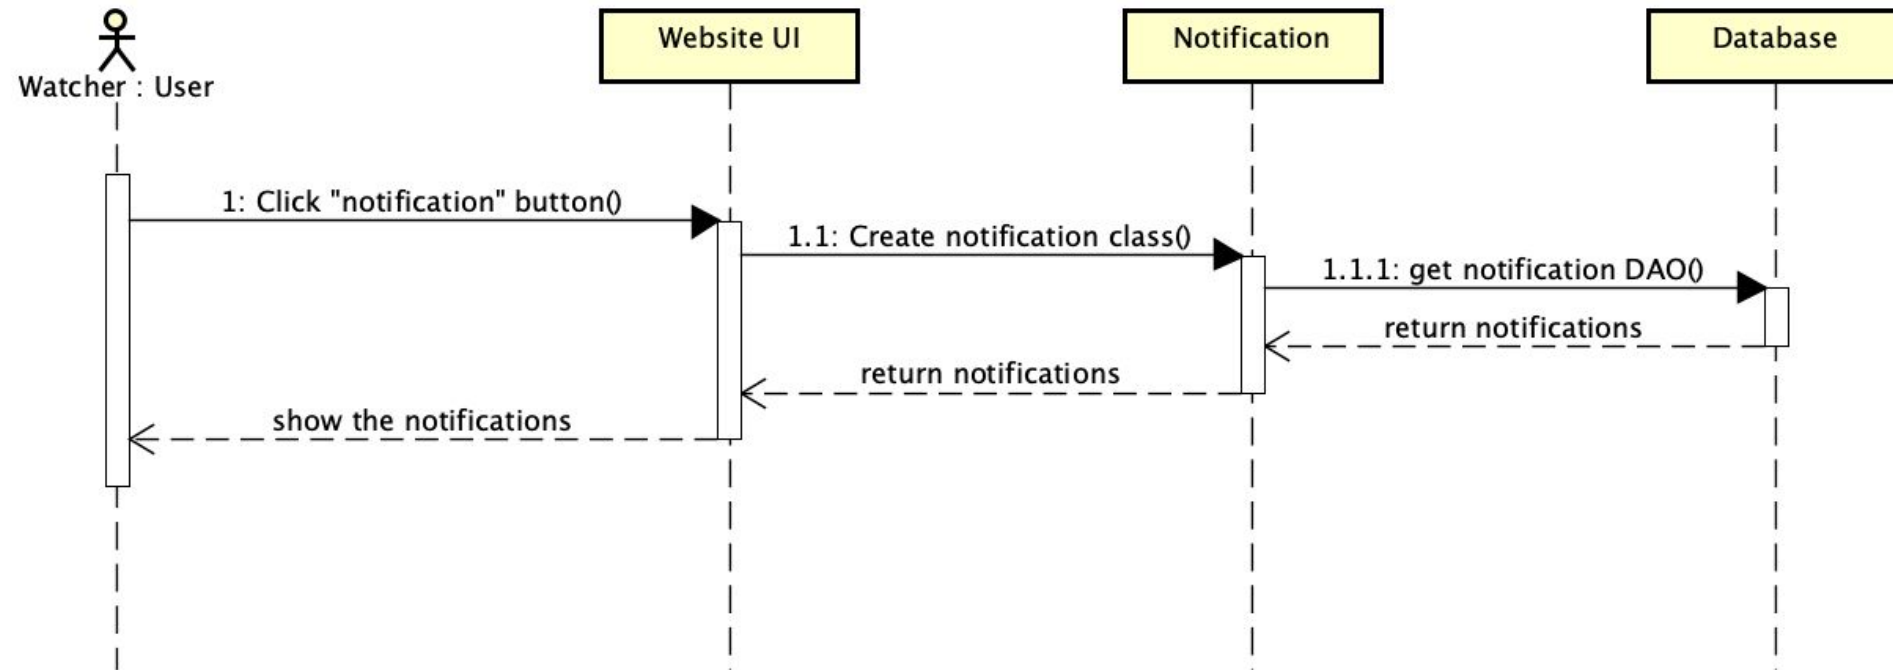 Website UI
Notification
Database
Watcher : User
1: Click "notification" button()
1.1: Create notification class()
1.1.1: get notification DAO()
return notifications
return notifications
show the notifications